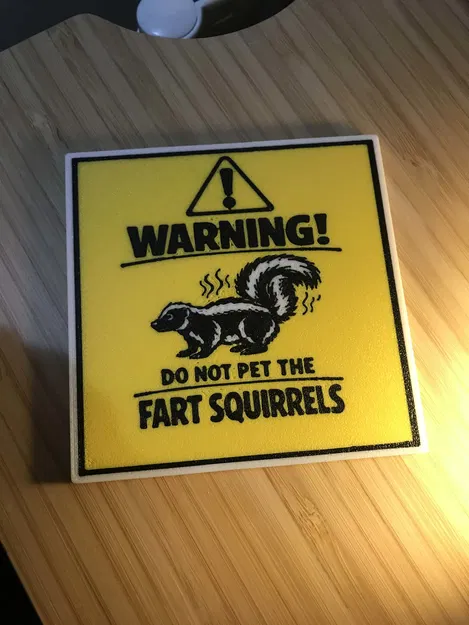 !
WARNING!
DO NOT PET THE
FART SQUIRRELS